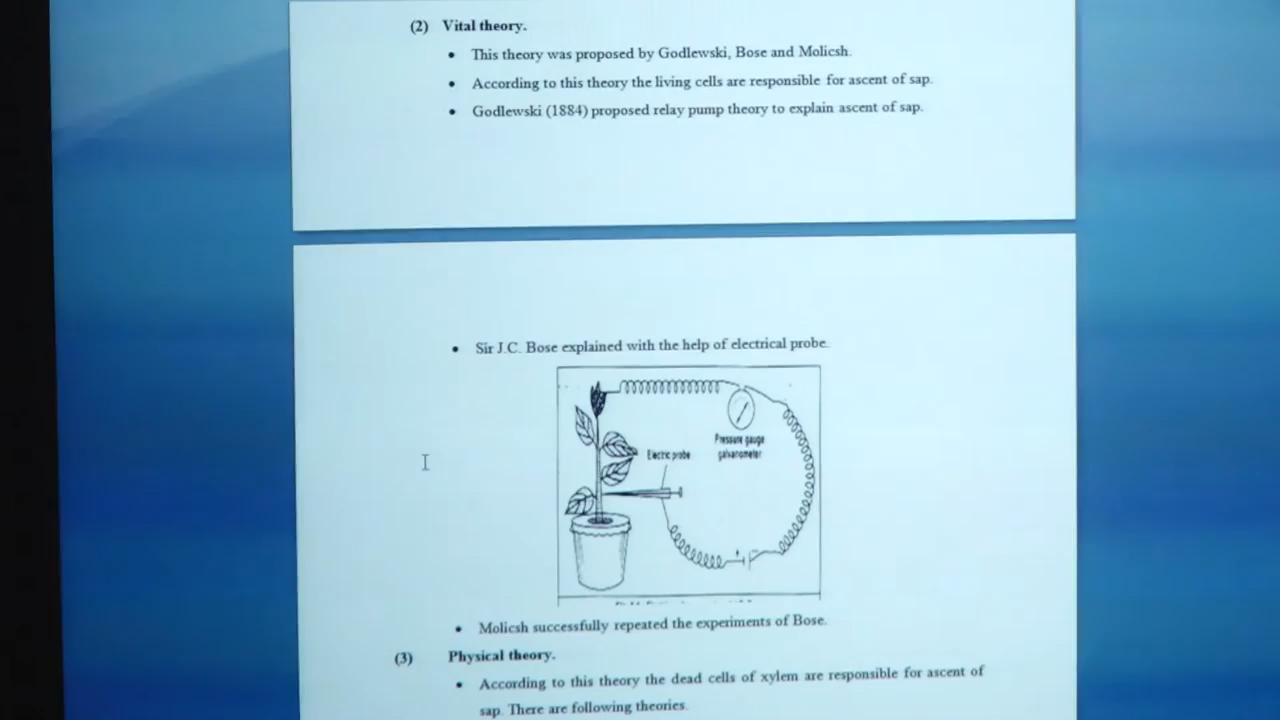 (2) Vital theory.
• This theory was proposed by Godlewski, Bose and Molicsh.
• According to this theory the living cells are responsible for ascent of sap.
• Godlewski (1884) proposed relay pump theory to explain ascent of sap.
• Sir J.C. Bose explained with the help of electrical probe.
Pressure gauge
galvanometer
Electric probe
• Molicsh successfully repeated the experiments of Bose.
(3) Physical theory.
• According to this theory the dead cells of xylem are responsible for ascent of
sap. There are following theories.